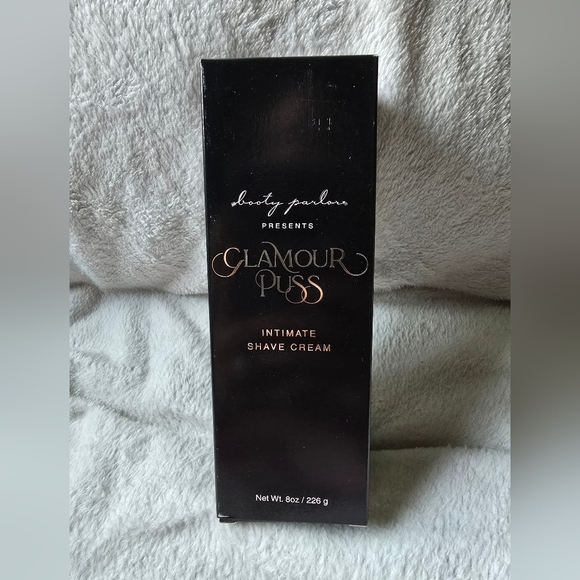 booty parlor
PRESENTS
GLAMOUR
PUSS
INTIMATE
SHAVE CREAM
Net Wt. 8oz / 226 g